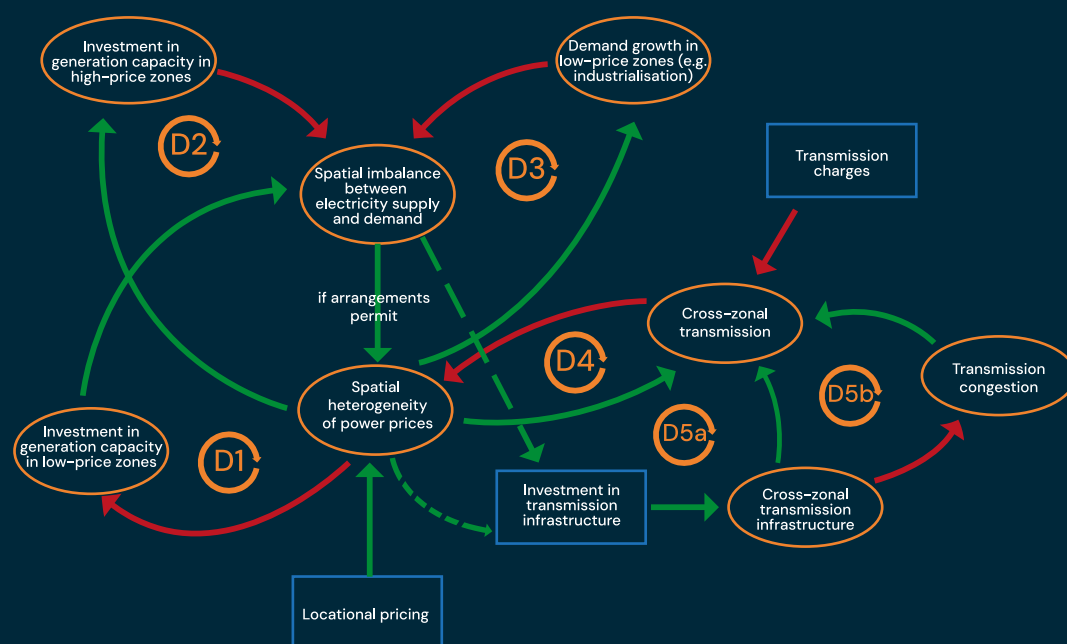 Investment in
generation capacity in
high-price zones
Demand growth in
low-price zones (e.g.
industrialisation)
D2
D3
Transmission
charges
Spatial imbalance
between
electricity supply
and demand
if arrangements
permit
Cross-zonal
transmission
D4
Transmission
congestion
D5b
Spatial
heterogeneity
of power prices
D5a
Investment in
generation capacity
in low-price zones
D1
Investment in
transmission
infrastructure
Cross-zonal
transmission
infrastructure
Locational pricing